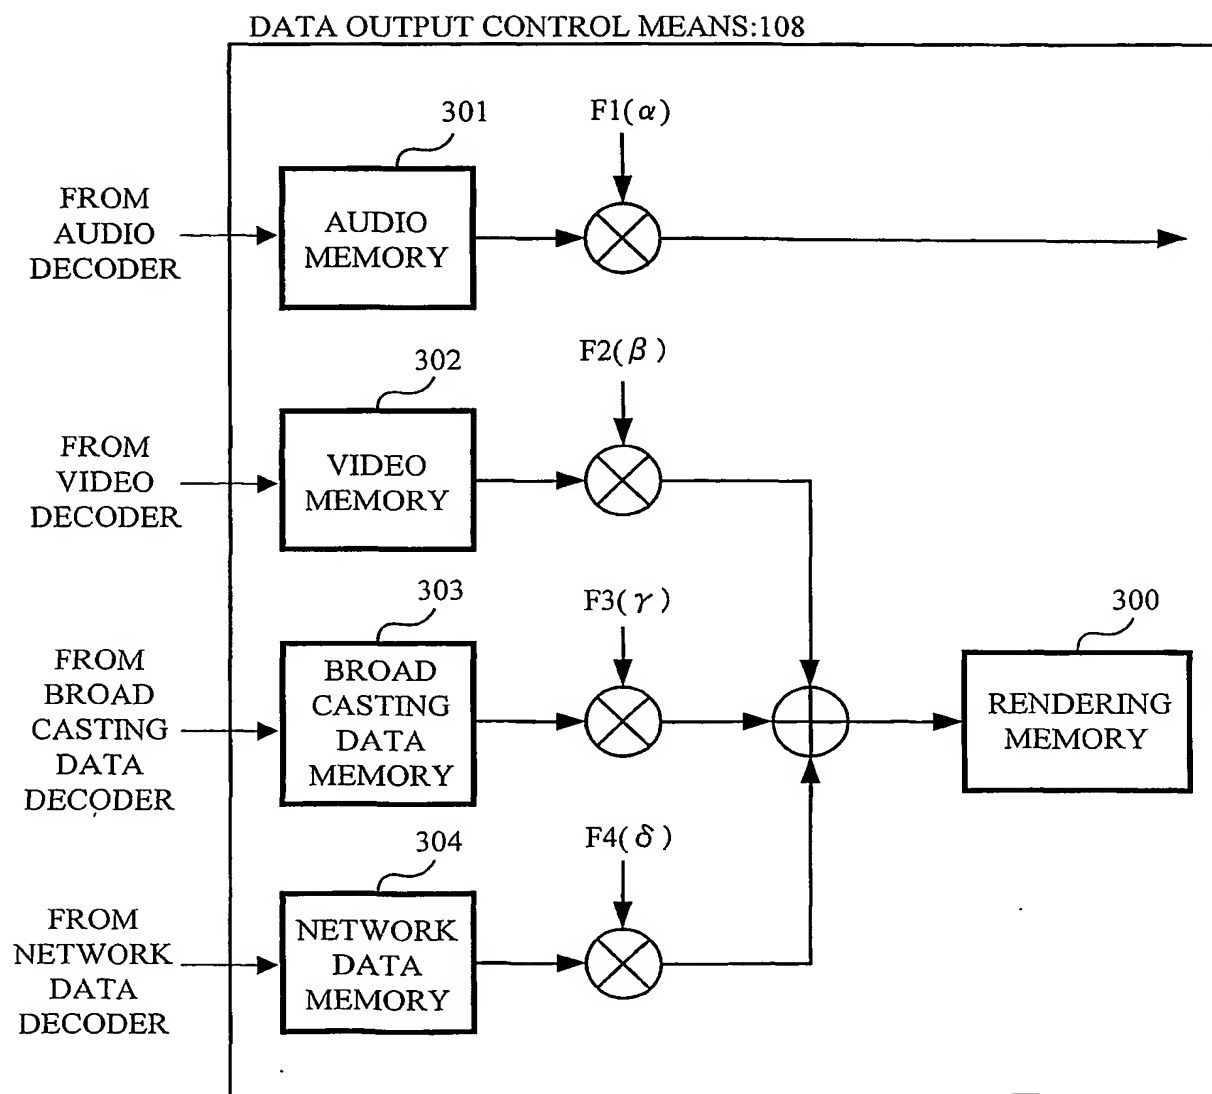 DATA OUTPUT CONTROL MEANS:108
301
F1(α)
FROM
AUDIO
DECODER
AUDIO
MEMORY
302
F2(β)
FROM
VIDEO
DECODER
VIDEO
MEMORY
303
F3(γ)
300
FROM
BROAD
CASTING
DATA
DECODER
BROAD
CASTING
DATA
MEMORY
RENDERING
MEMORY
304
F4(δ)
FROM
NETWORK
DATA
DECODER
NETWORK
DATA
MEMORY